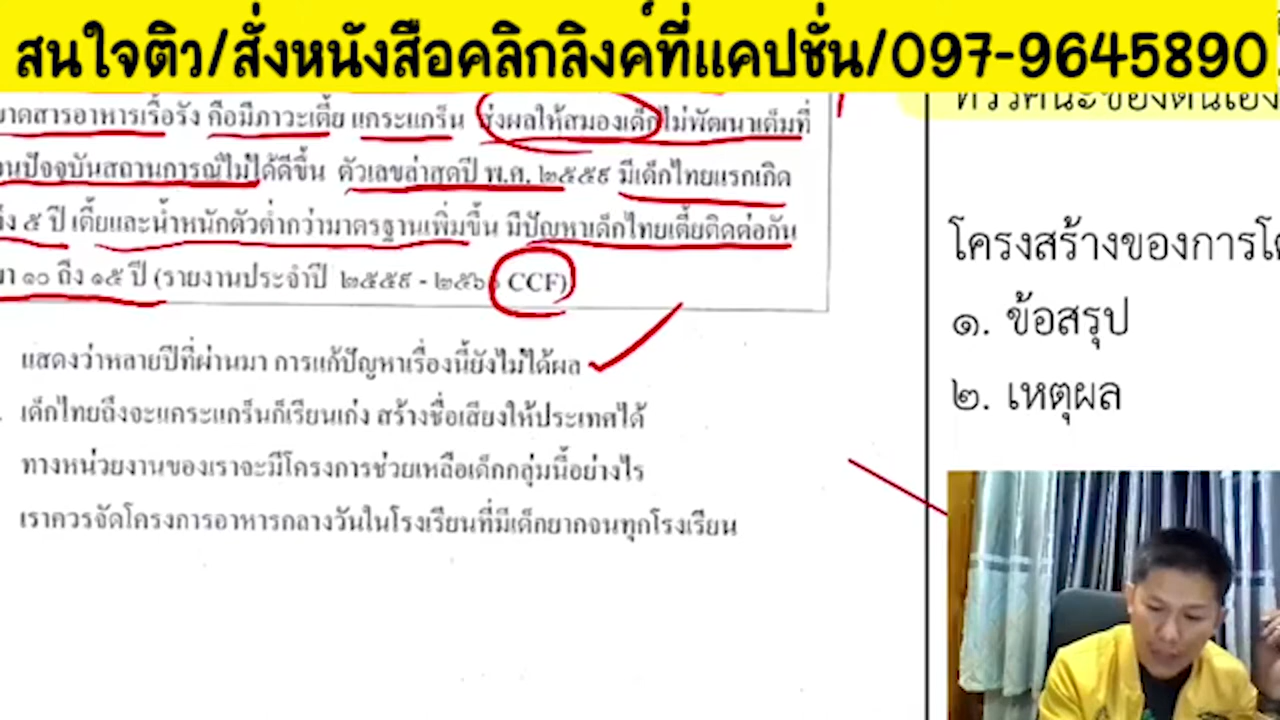 สนใจติว/สั่งหนังสือคลิกลิงค์ที่แคปชั่น/097-9645890
าดสารอาหารเรื้อรัง คือมีภาวะเตี้ย แกระแกร็น ส่งผลให้สมองเด็กไม่พัฒนาเต็มที่
นปัจจุบันสถานการณ์ไม่ได้ดีขึ้น ตัวเลขล่าสุดปี พ.ศ. ๒๕๕๙ มีเด็กไทยแรกเกิด
ถึง ๕ ปี เตี้ยและน้ำหนักตัวต่ำกว่ามาตรฐานเพิ่มขึ้น มีปัญหาเด็กไทยเตี้ยติดต่อกัน
มา ๑๐ ถึง ๑๕ ปี (รายงานประจำปี ๒๕๕๙ - ๒๕๖ CCF)
แสดงว่าหลายปีที่ผ่านมา การแก้ปัญหาเรื่องนี้ยังไม่ได้ผล
. เด็กไทยถึงจะแกระแกร็นก็เรียนเก่ง สร้างชื่อเสียงให้ประเทศได้
ทางหน่วยงานของเราจะมีโครงการช่วยเหลือเด็กกลุ่มนี้อย่างไร
เราควรจัดโครงการอาหารกลางวันในโรงเรียนที่มีเด็กยากจนทุกโรงเรียน
ทรรศนะของตนเอง
โครงสร้างของการโต
๑. ข้อสรุป
๒. เหตุผล